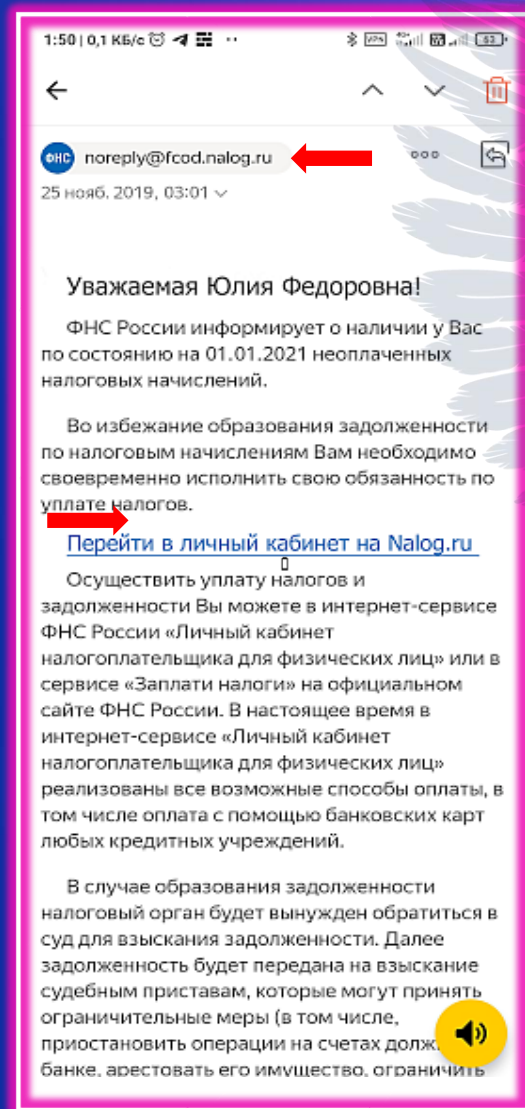 1:50 | 0,1 КБ/с
VPN
53
ФНС noreply@fcod.nalog.ru
25 нояб. 2019, 03:01
Уважаемая Юлия Федоровна!
ФНС России информирует о наличии у Вас
по состоянию на 01.01.2021 неоплаченных
налоговых начислений.
Во избежание образования задолженности
по налоговым начислениям Вам необходимо
своевременно исполнить свою обязанность по
уплате налогов.
Перейти в личный кабинет на Nalog.ru
Осуществить уплату налогов и
задолженности Вы можете в интернет-сервисе
ФНС России «Личный кабинет
налогоплательщика для физических лиц» или в
сервисе «Заплати налоги» на официальном
сайте ФНС России. В настоящее время в
интернет-сервисе «Личный кабинет
налогоплательщика для физических лиц»
реализованы все возможные способы оплаты, в
том числе оплата с помощью банковских карт
любых кредитных учреждений.
В случае образования задолженности
налоговый орган будет вынужден обратиться в
суд для взыскания задолженности. Далее
задолженность будет передана на взыскание
судебным приставам, которые могут принять
ограничительные меры (в том числе,
приостановить операции на счетах долж
банке, арестовать его имущество, ограничить